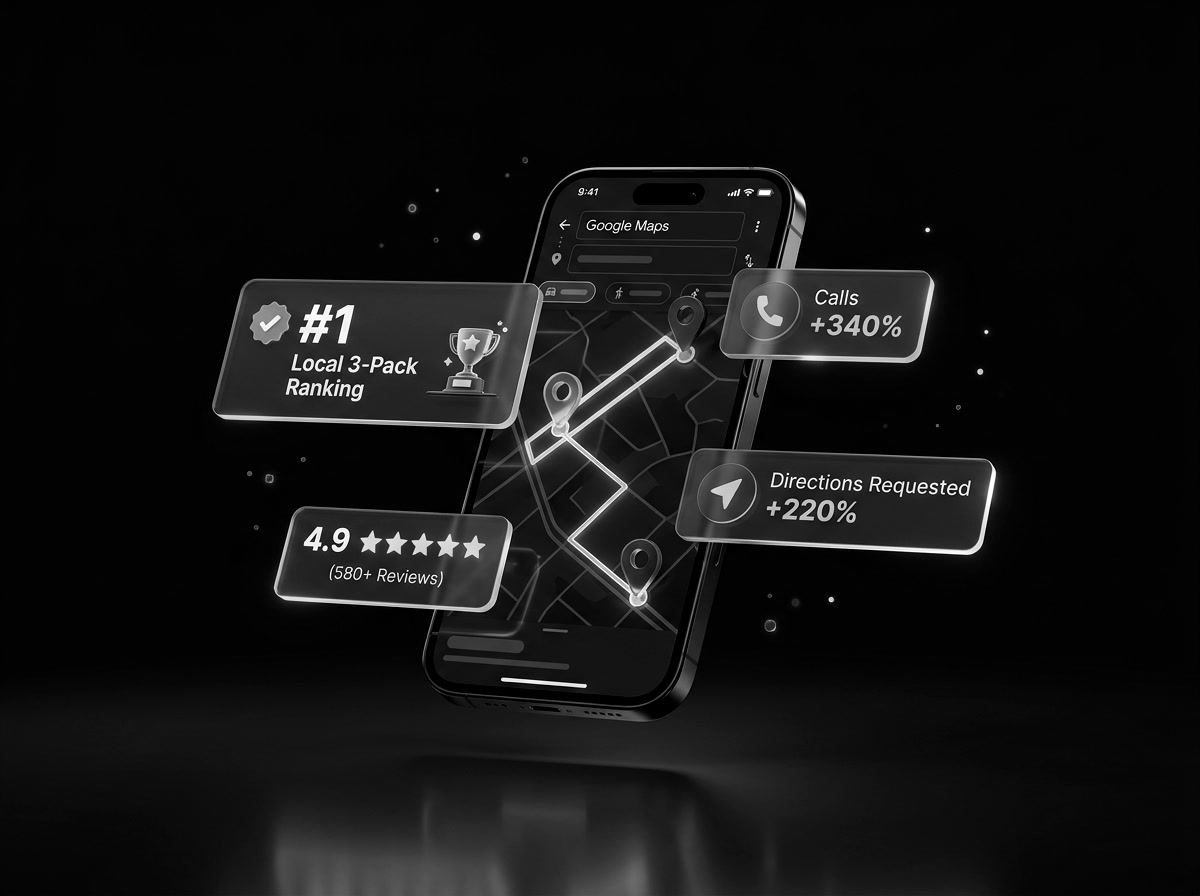 9:41
Google Maps
#1
Local 3-Pack
Ranking
Calls
+340%
Directions Requested
+220%
4.9
(580+ Reviews)